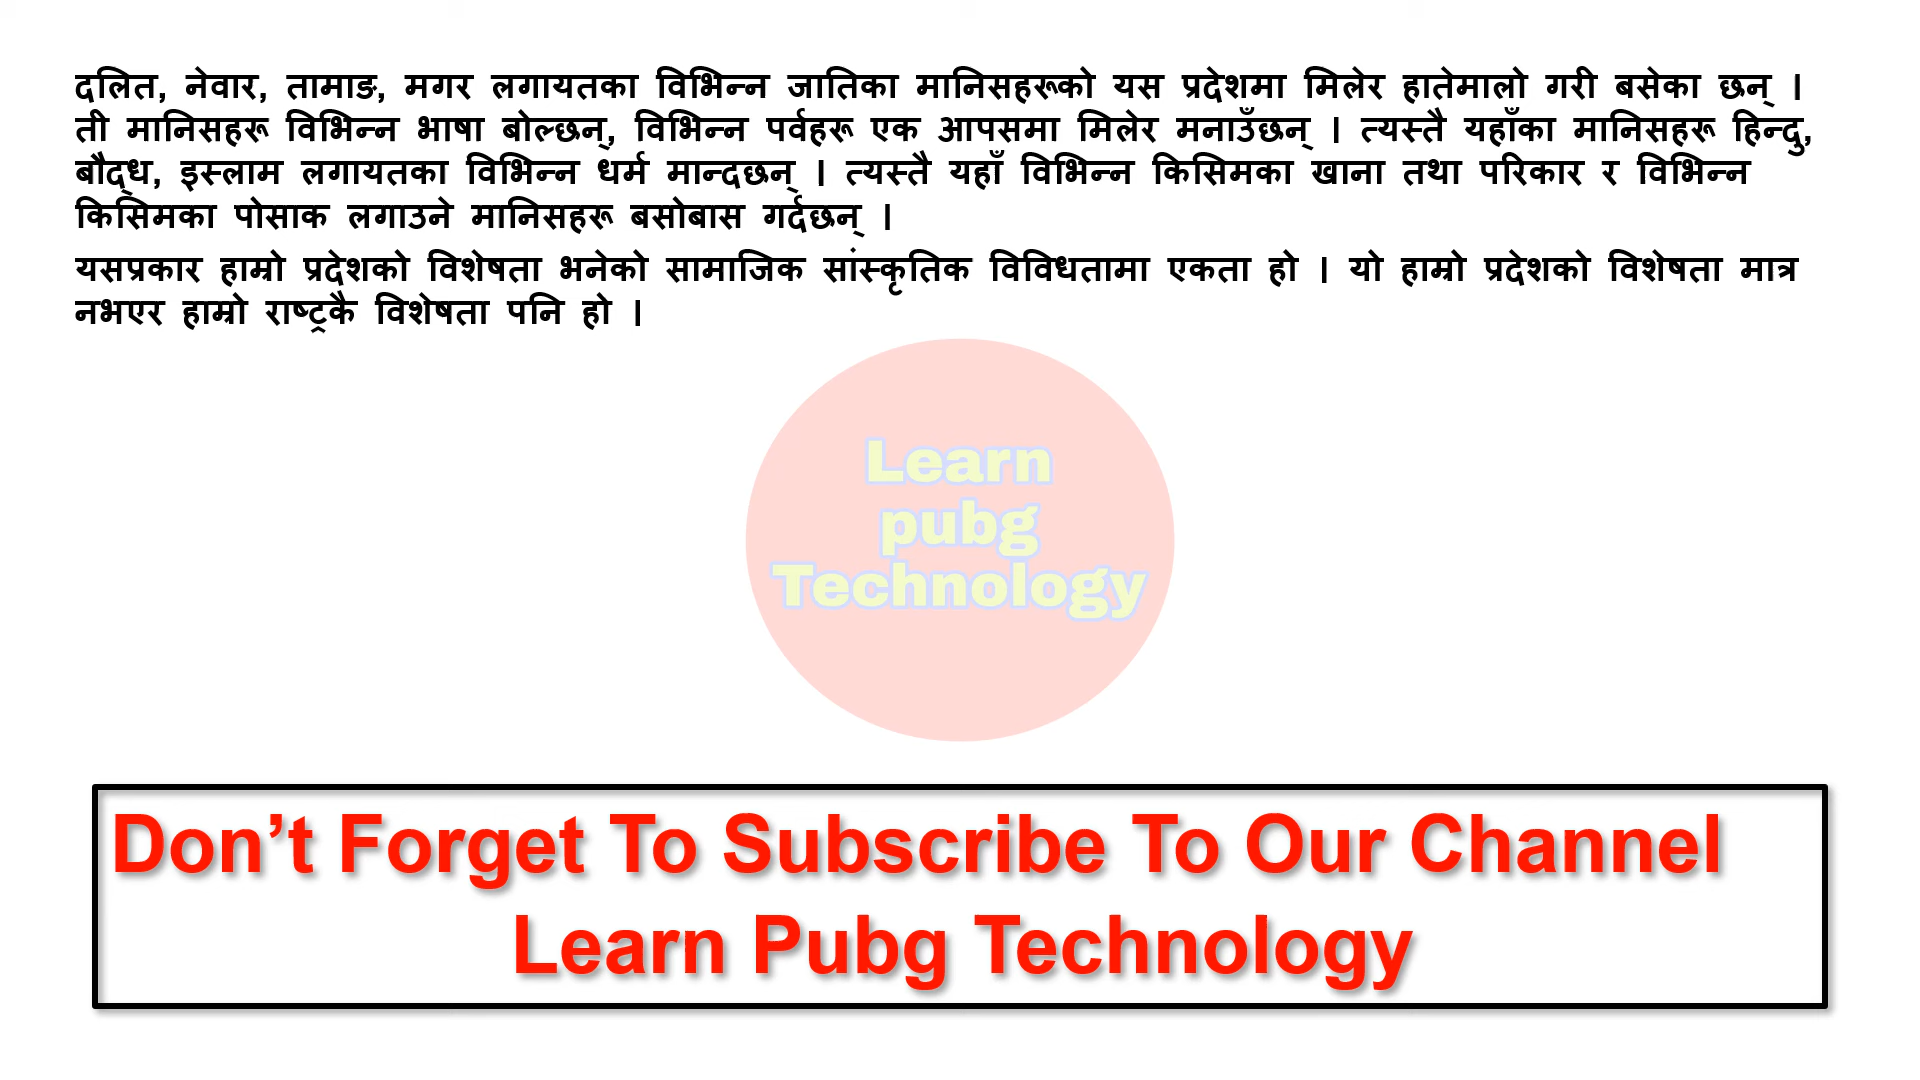 दलित, नेवार, तामाङ, मगर लगायतका विभिन्न जातिका मानिसहरूको यस प्रदेशमा मिलेर हातेमालो गरी बसेका छन् ।
ती मानिसहरू विभिन्न भाषा बोल्छन्, विभिन्न पर्वहरू एक आपसमा मिलेर मनाउँछन् । त्यस्तै यहाँका मानिसहरू हिन्दु,
बौद्ध, इस्लाम लगायतका विभिन्न धर्म मान्दछन् । त्यस्तै यहाँ विभिन्न किसिमका खाना तथा परिकार र विभिन्न
किसिमका पोसाक लगाउने मानिसहरू बसोबास गर्दछन् ।
यसप्रकार हाम्रो प्रदेशको विशेषता भनेको सामाजिक सांस्कृतिक विविधतामा एकता हो । यो हाम्रो प्रदेशको विशेषता मात्र
नभएर हाम्रो राष्ट्रकै विशेषता पनि हो ।
Learn
pubg
Technology
Don’t Forget To Subscribe To Our Channel
Learn Pubg Technology